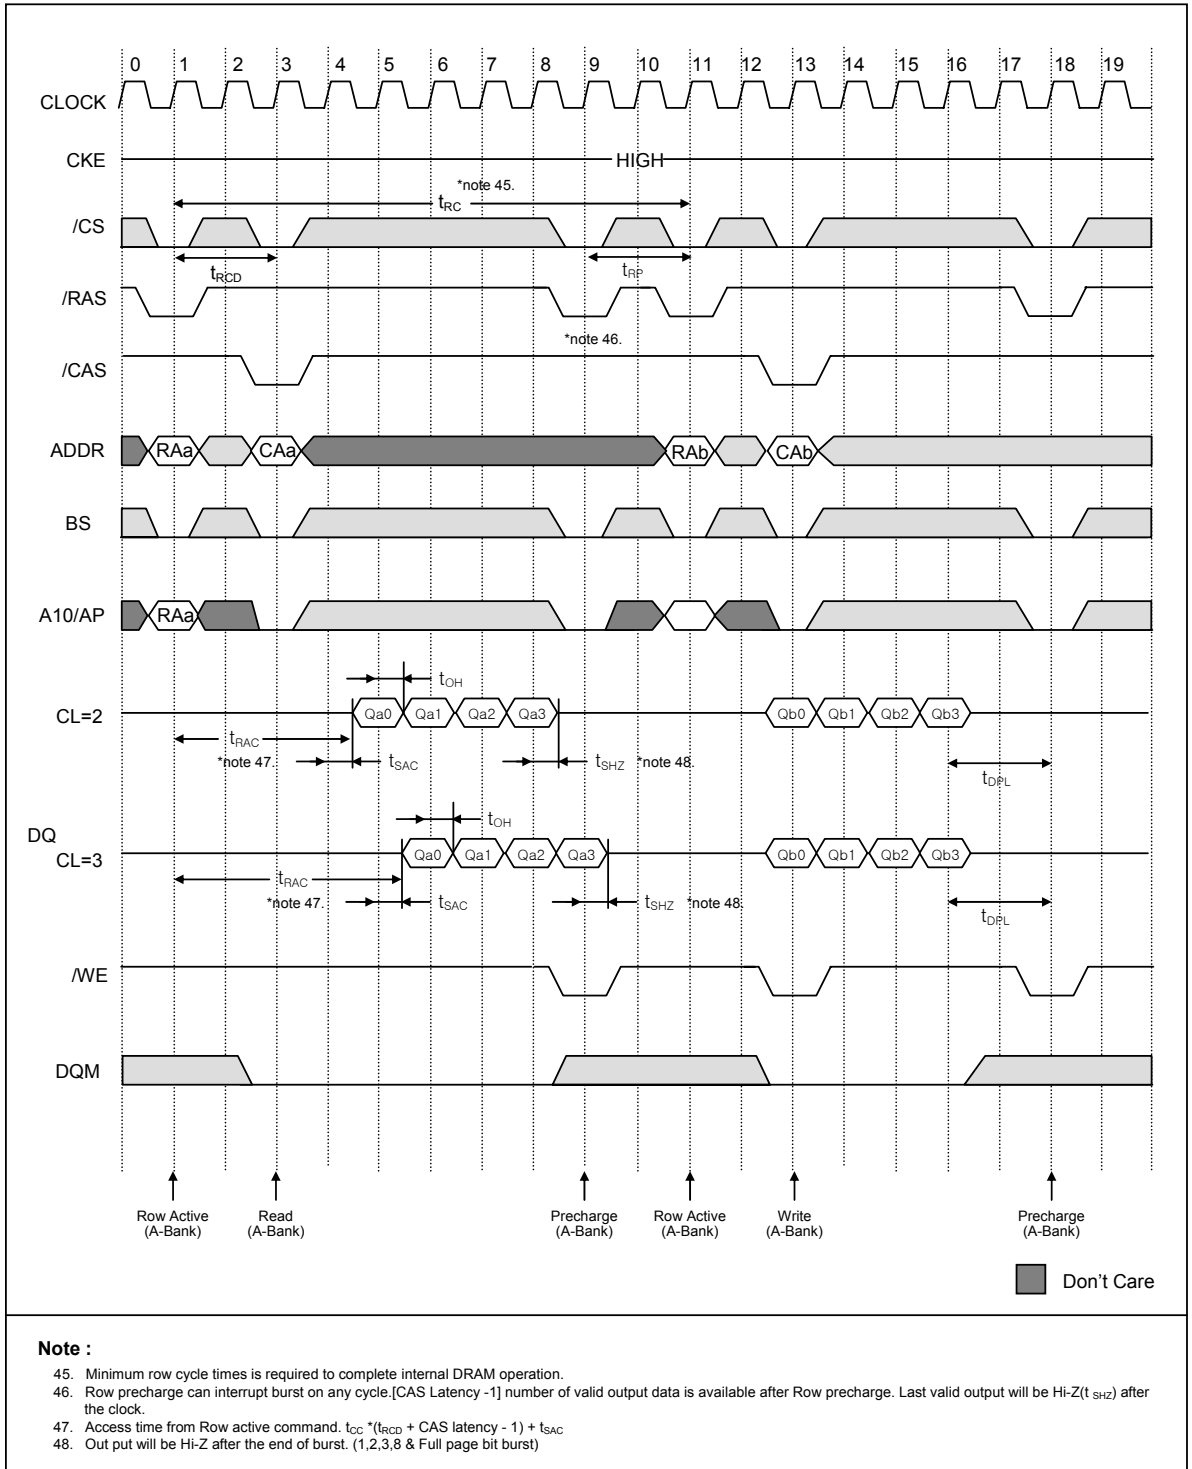 0 1 2 3 4 5 6 7 8 9 10 11 12 13 14 15 16 17 18 19
CLOCK
CKE HIGH
*note 45.
tRC
/CS
tRCD tRP
/RAS
*note 46.
/CAS
ADDR RAa CAa RAb CAb
BS
A10/AP RAa
tOH
CL=2 Qa0 Qa1 Qa2 Qa3 Qb0 Qb1 Qb2 Qb3
tRAC
*note 47. tSAC tSHZ *note 48. tDPL
tOH
DQ
CL=3 Qa0 Qa1 Qa2 Qa3 Qb0 Qb1 Qb2 Qb3
tRAC
*note 47. tSAC tSHZ *note 48. tDPL
/WE
DQM
Row Active Read Precharge Row Active Write Precharge
(A-Bank) (A-Bank) (A-Bank) (A-Bank) (A-Bank) (A-Bank)
Don't Care
Note :
45. Minimum row cycle times is required to complete internal DRAM operation.
46. Row precharge can interrupt burst on any cycle.[CAS Latency -1] number of valid output data is available after Row precharge. Last valid output will be Hi-Z(t SHZ) after
the clock.
47. Access time from Row active command. tCC *(tRCD + CAS latency - 1) + tSAC
48. Out put will be Hi-Z after the end of burst. (1,2,3,8 & Full page bit burst)